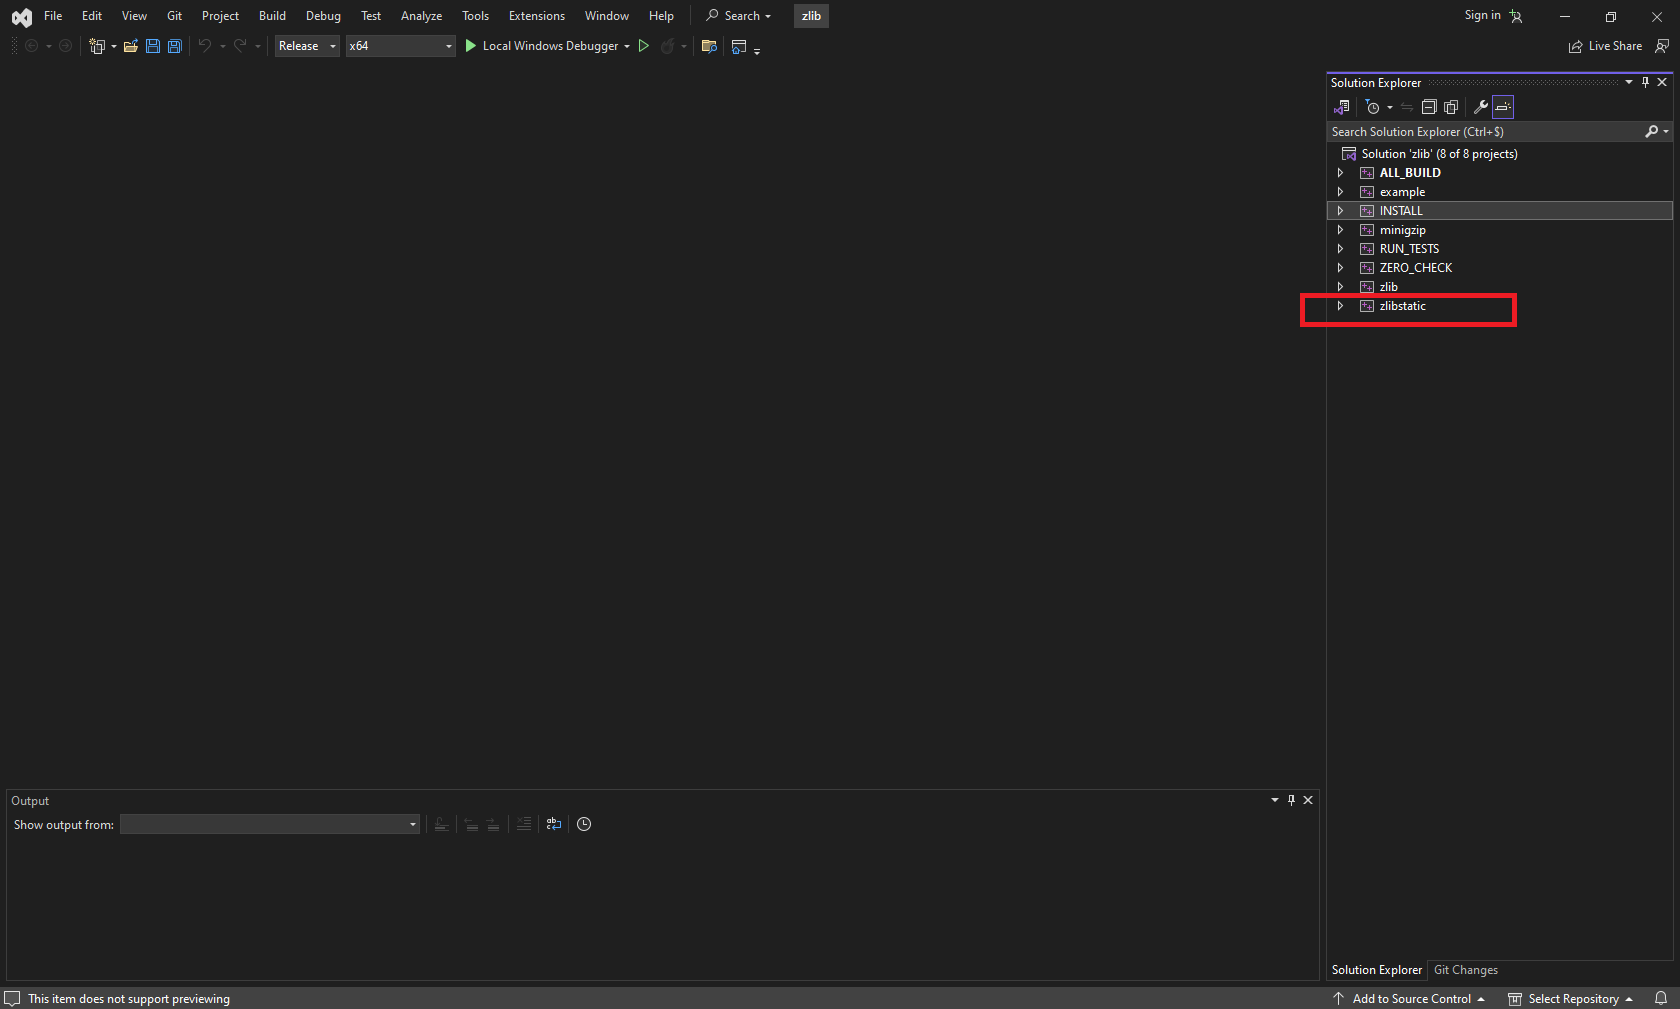 File Edit View Git Project Build Debug Test Analyze Tools Extensions Window Help Search zlib Sign in
Release x64 Local Windows Debugger Live Share
Solution Explorer
Search Solution Explorer (Ctrl+$)
Solution 'zlib' (8 of 8 projects)
ALL_BUILD
example
INSTALL
minigzip
RUN_TESTS
ZERO_CHECK
zlib
zlibstatic
Output
Show output from:
Solution Explorer Git Changes
This item does not support previewing Add to Source Control Select Repository